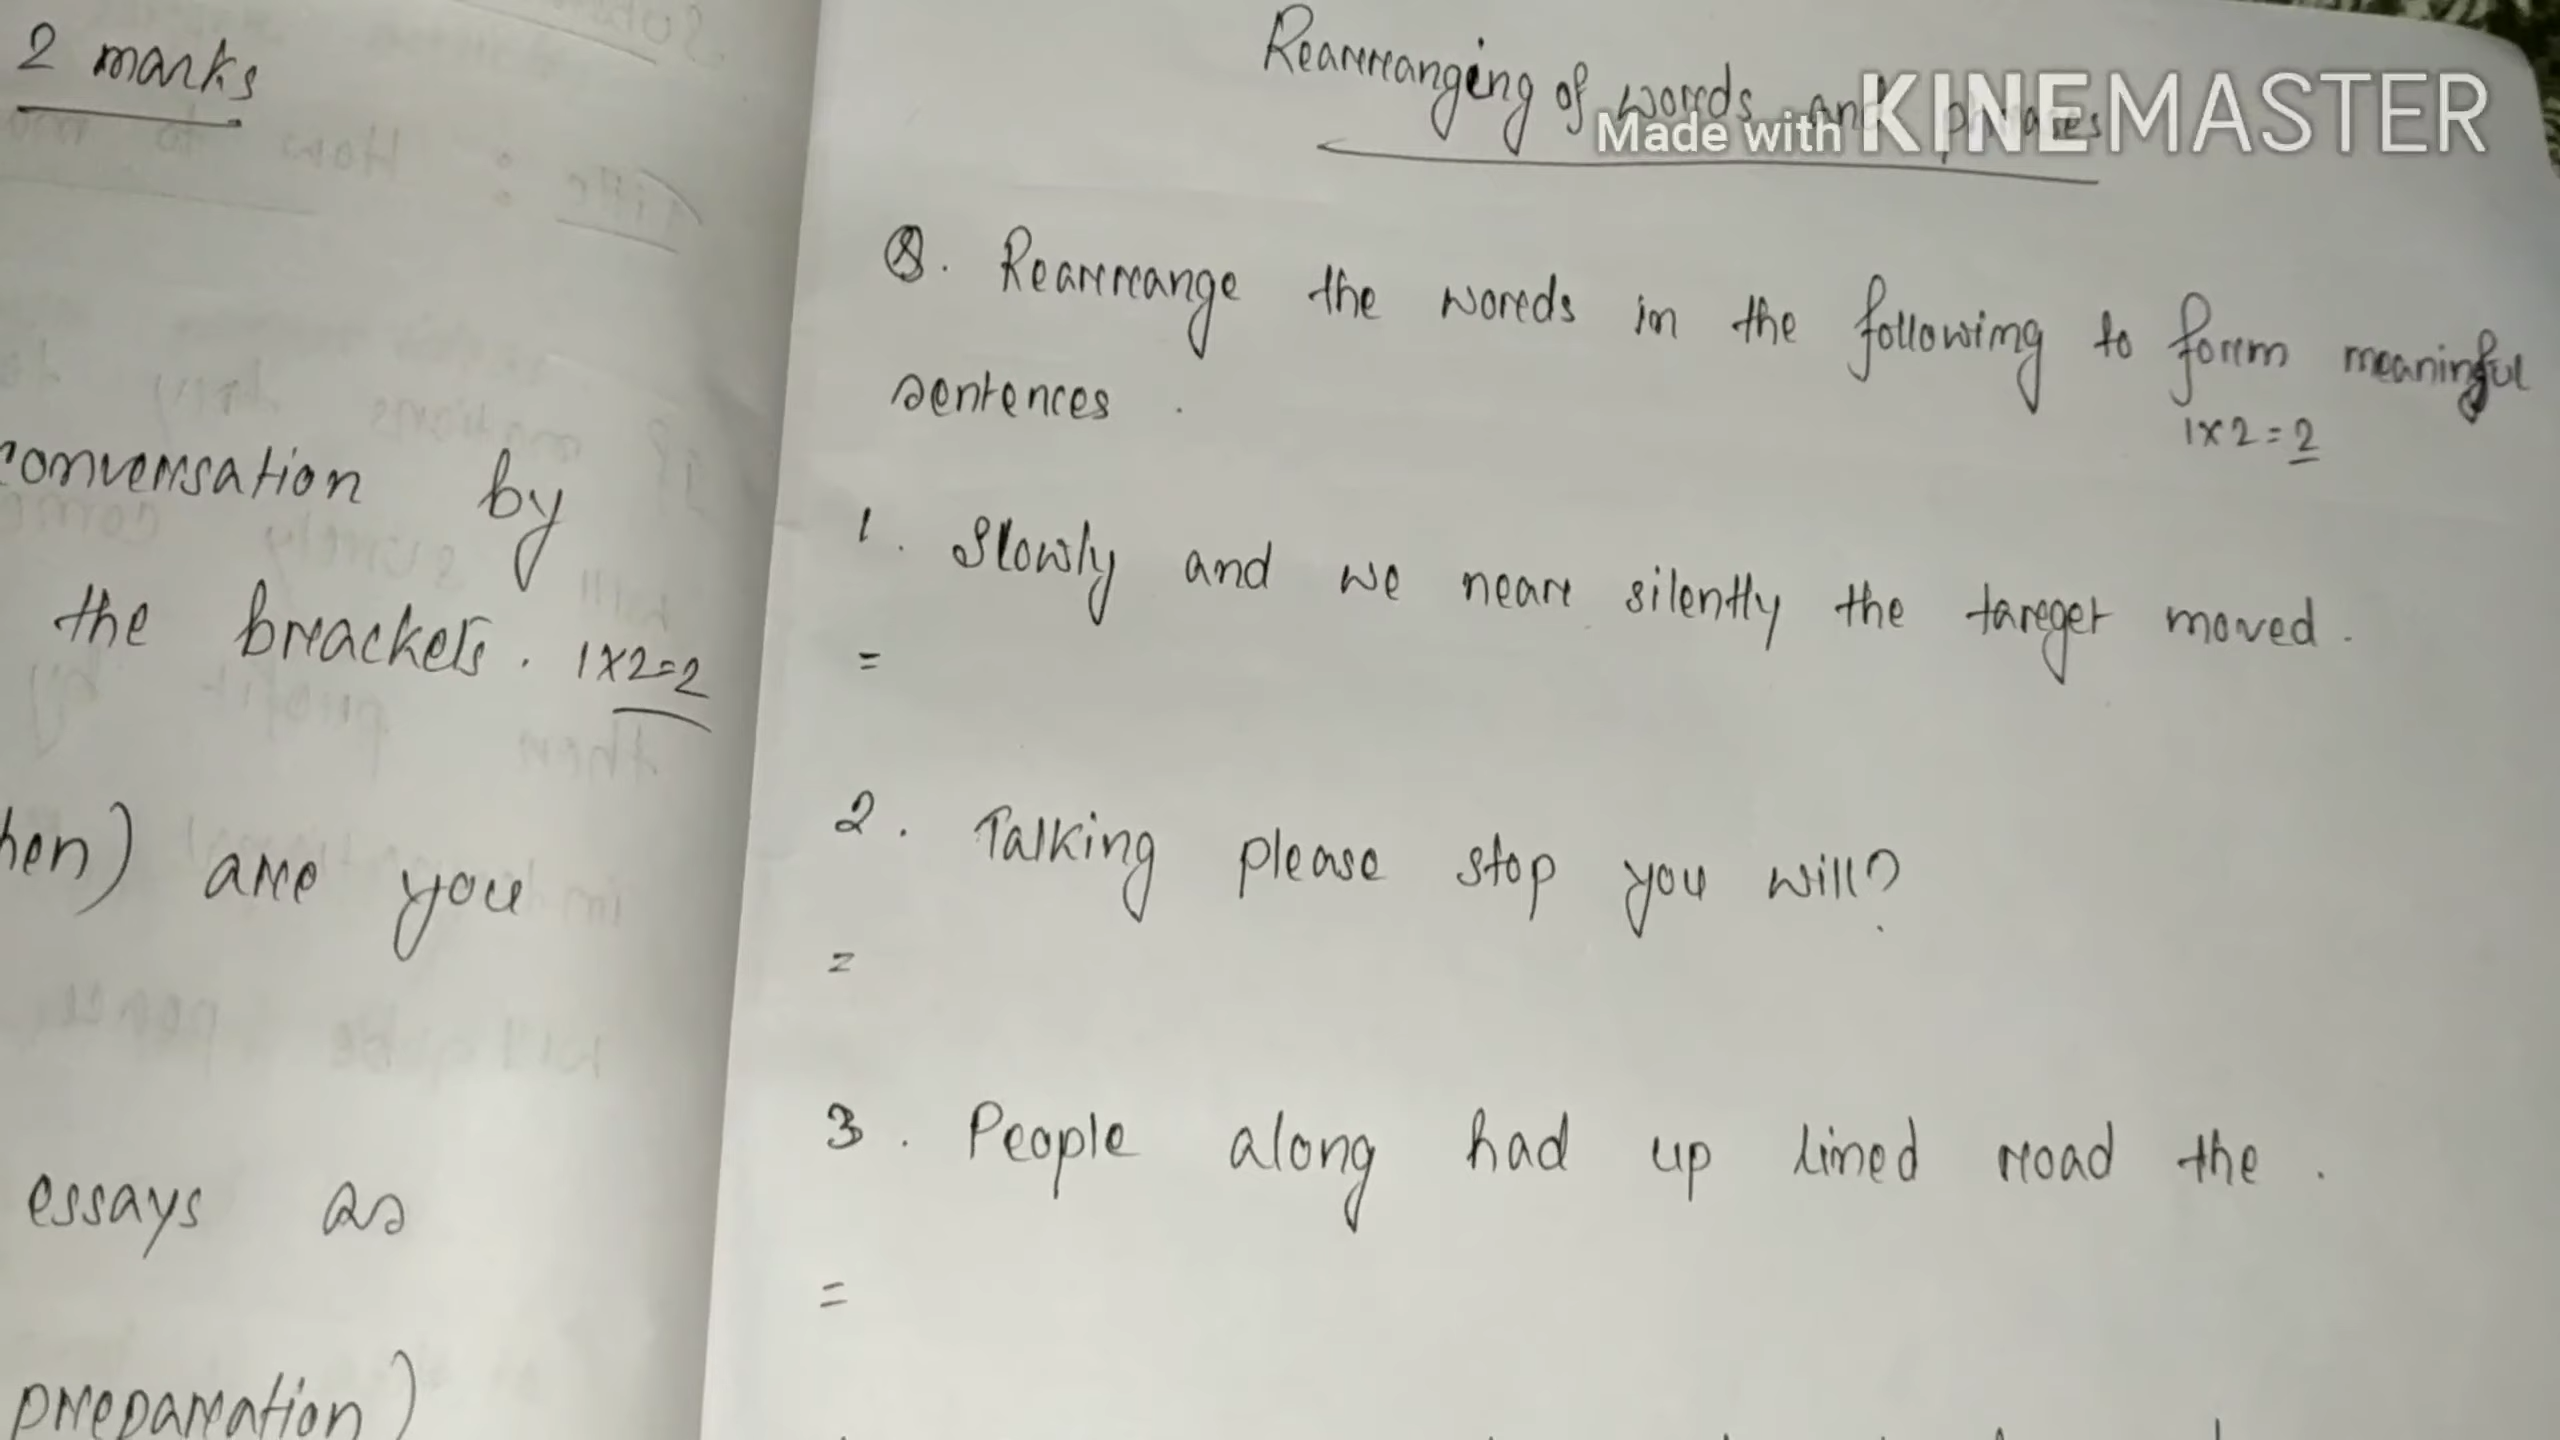 2 marks
conversation by
the brackets. 1x2=2
hen) are you
essays as
preparation)
Rearranging of words and phrases
Made with KINEMASTER
Q. Rearrange the words in the following to form meaningful
sentences.
1x2=2
1. Slowly and we near silently the target moved.
=
2. Talking please stop you will?
=
3. People along had up lined road the.
=